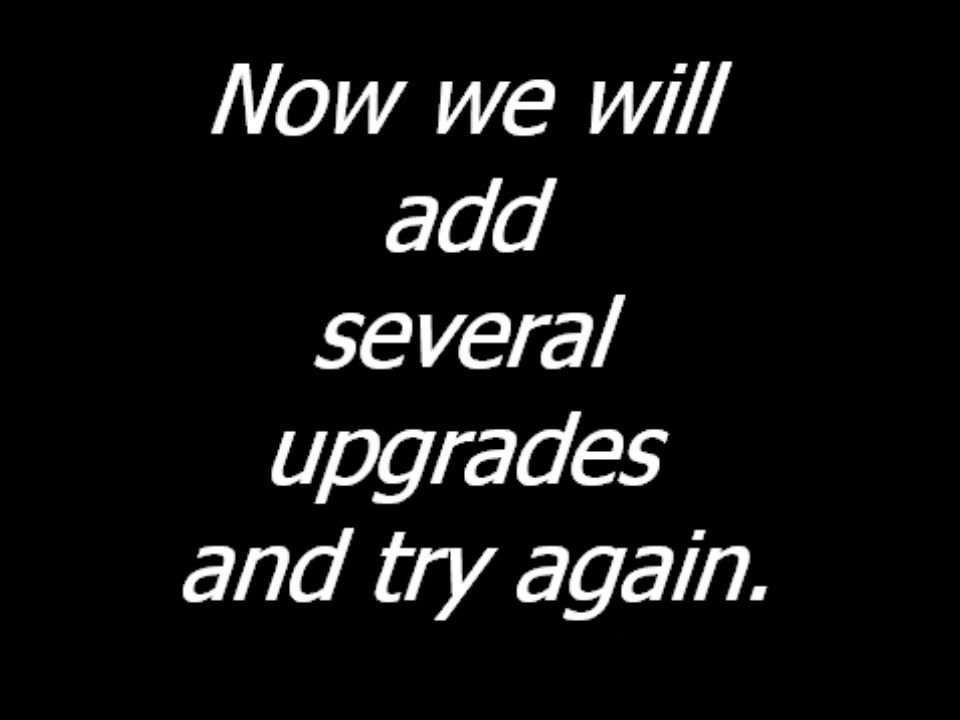 Now we will
add
several
upgrades
and try again.